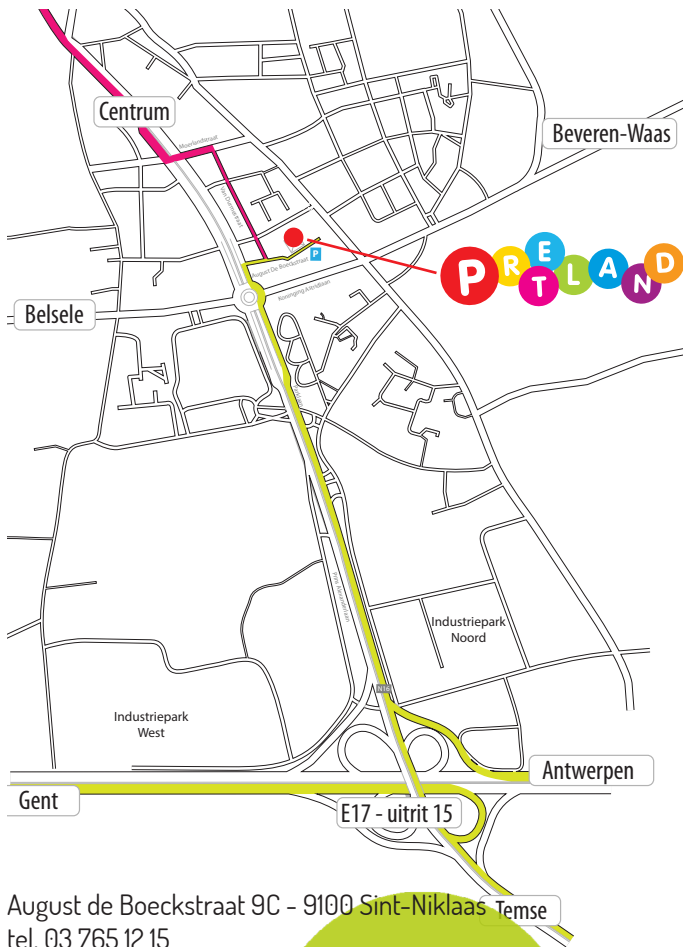 Centrum
Moerlandstraat
Beveren-Waas
Van Durmestraat
P
August De Boeckstraat
PRETLAND
Belsele
Koningin Astridlaan
Industriepark
Noord
N16
Industriepark
West
Antwerpen
Gent
E17 - uitrit 15
August de Boeckstraat 9C - 9100 Sint-Niklaas
Temse
tel. 03 765 12 15